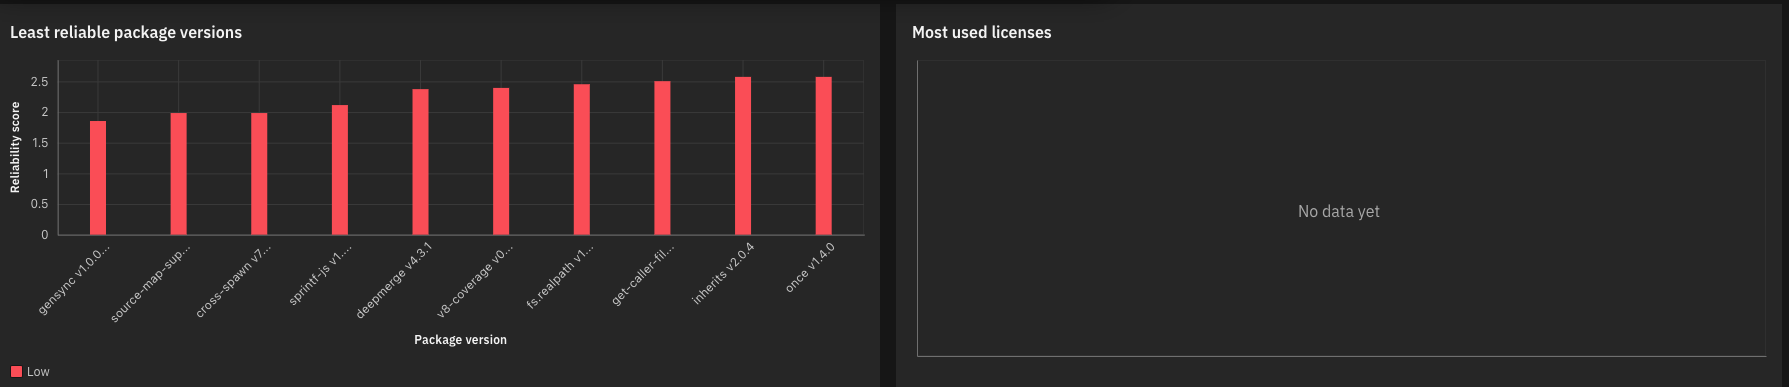 Least reliable package versions
Reliability score
2.5
2
1.5
1
0.5
0
gensync v1.0.0...
source-map-sup...
cross-spawn v7...
sprintf-js v1....
deepmerge v4.3.1
v8-coverage v0...
fs.realpath v1...
get-caller-fil...
inherits v2.0.4
once v1.4.0
Package version
Low
Most used licenses
No data yet